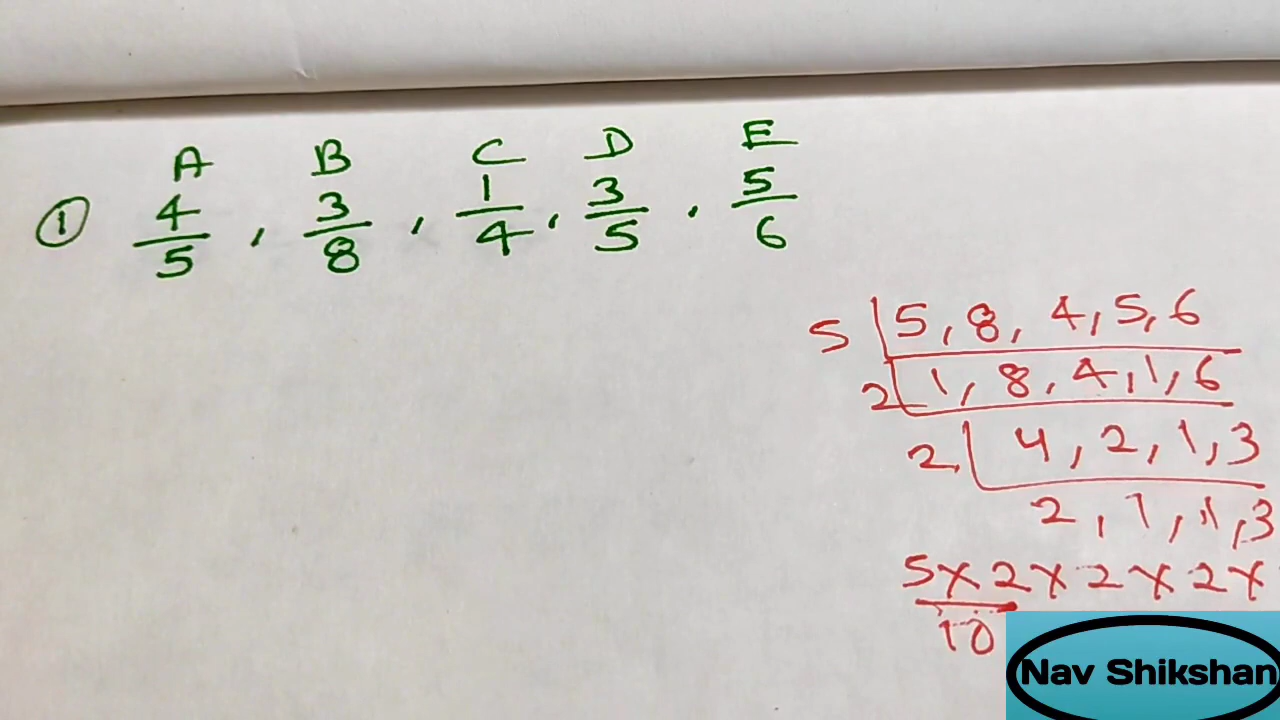 A B C D E
① 4/5 , 3/8 , 1/4 , 3/5 , 5/6
5 | 5, 8, 4, 5, 6
2 | 1, 8, 4, 1, 6
2 | 4, 2, 1, 3
2, 1, 1, 3
5 × 2 × 2 × 2 ×
10
Nav Shikshan